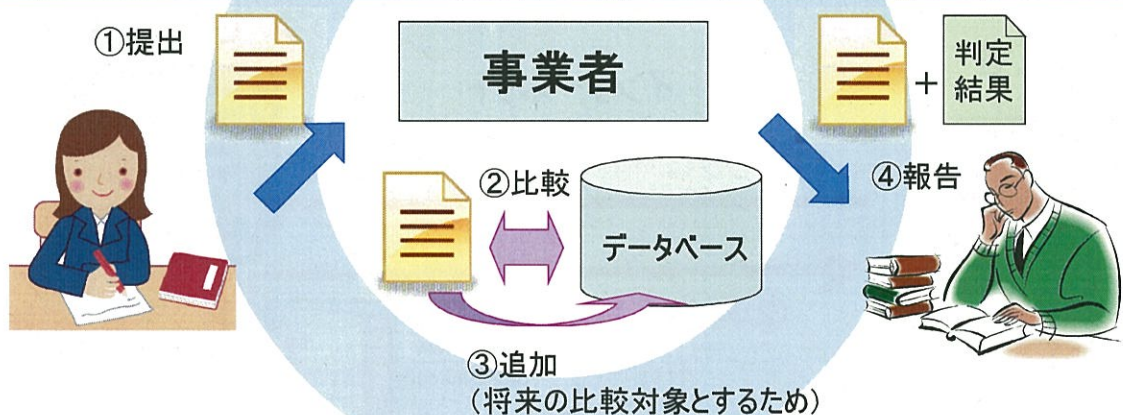 ①提出
事業者
+
判定
結果
②比較
データベース
④報告
③追加
(将来の比較対象とするため)